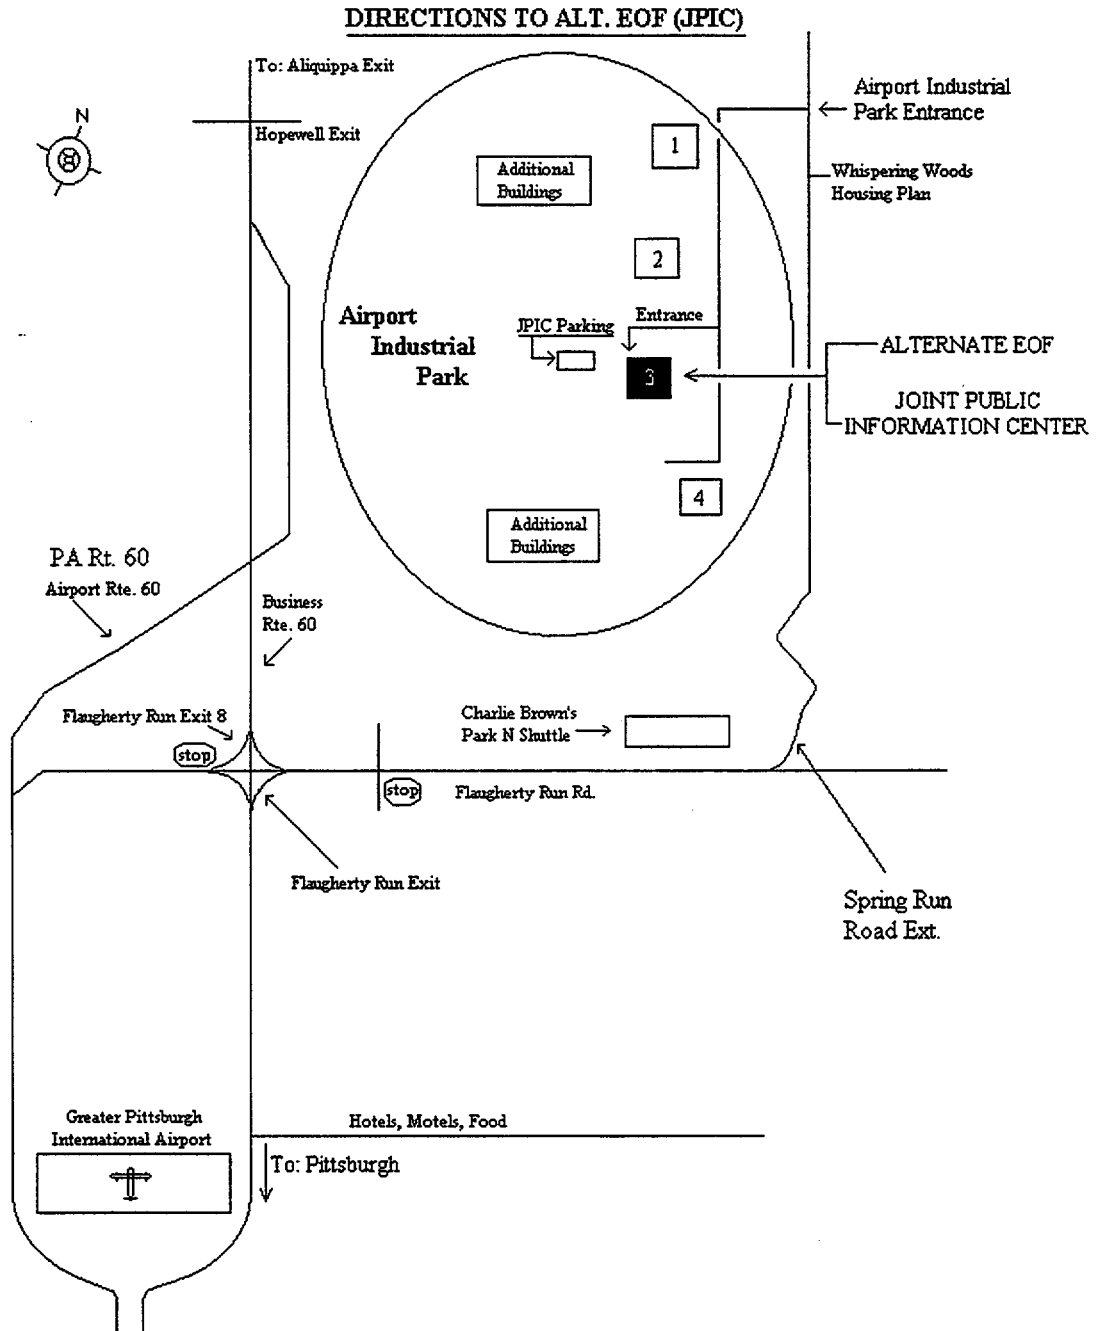 DIRECTIONS TO ALT. EOF (JPIC)
To: Aliquippa Exit
Airport Industrial
Park Entrance
N
Hopewell Exit
1
Additional
Buildings
Whispering Woods
Housing Plan
2
Airport
Industrial
Park
JPIC Parking
Entrance
3
ALTERNATE EOF
JOINT PUBLIC
INFORMATION CENTER
4
Additional
Buildings
PA Rt. 60
Airport Rte. 60
Business
Rte. 60
Flaugherty Run Exit 8
stop
Charlie Brown's
Park N Shuttle
stop
Flaugherty Run Rd.
Flaugherty Run Exit
Spring Run
Road Ext.
Greater Pittsburgh
International Airport
Hotels, Motels, Food
To: Pittsburgh